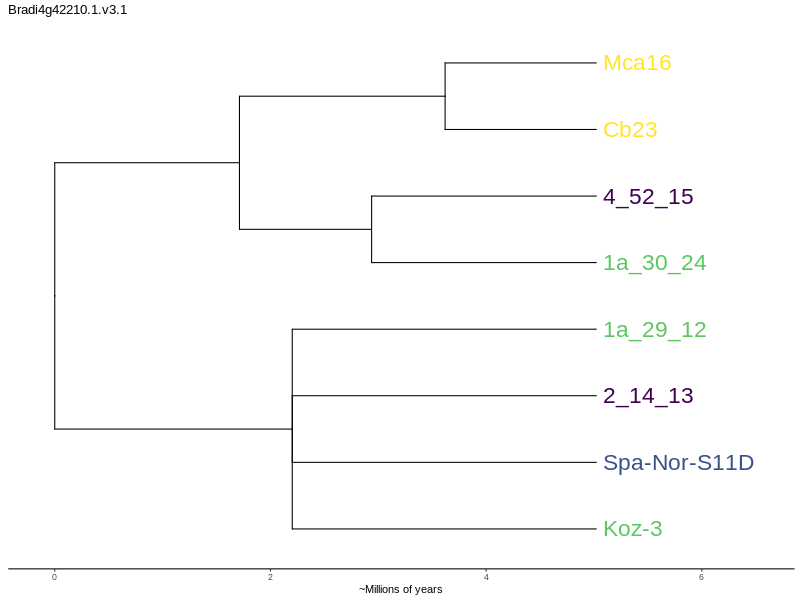 Bradi4g42210.1.v3.1
Mca16
Cb23
4_52_15
1a_30_24
1a_29_12
2_14_13
Spa-Nor-S11D
Koz-3
0 2 4 6
~Millions of years